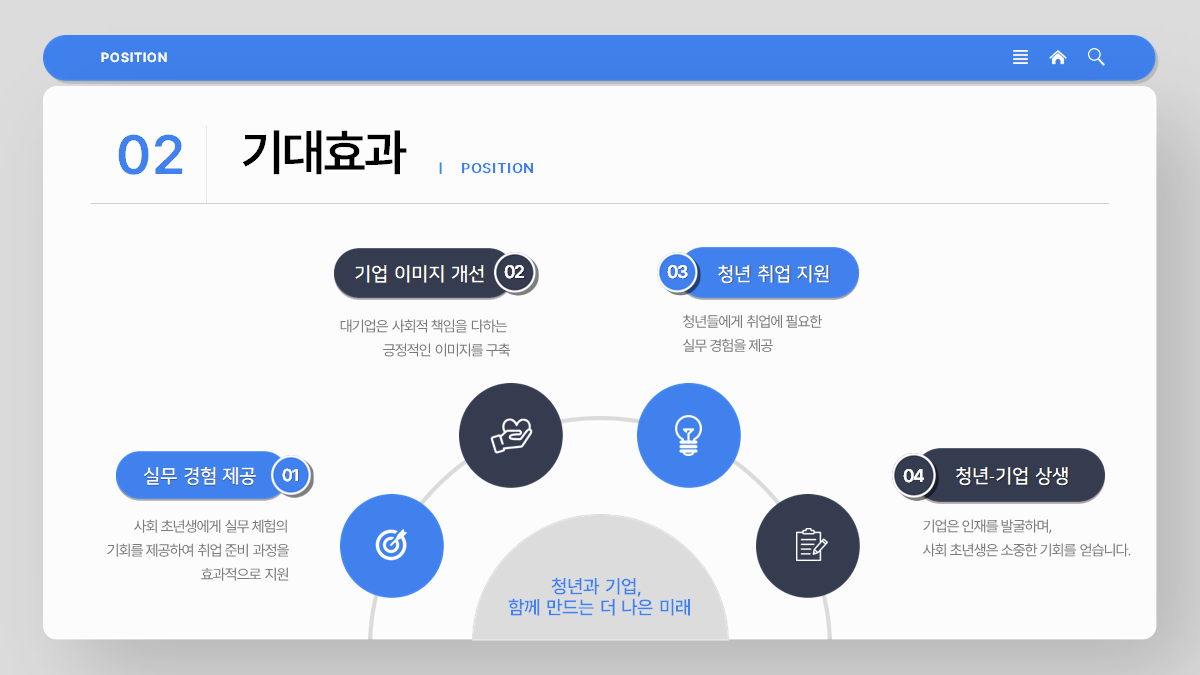 POSITION
02
기대효과
| POSITION
기업 이미지 개선 02
대기업은 사회적 책임을 다하는
긍정적인 이미지를 구축
03 청년 취업 지원
청년들에게 취업에 필요한
실무 경험을 제공
실무 경험 제공 01
사회 초년생에게 실무 체험의
기회를 제공하여 취업 준비 과정을
효과적으로 지원
04 청년-기업 상생
기업은 인재를 발굴하며,
사회 초년생은 소중한 기회를 얻습니다.
청년과 기업,
함께 만드는 더 나은 미래